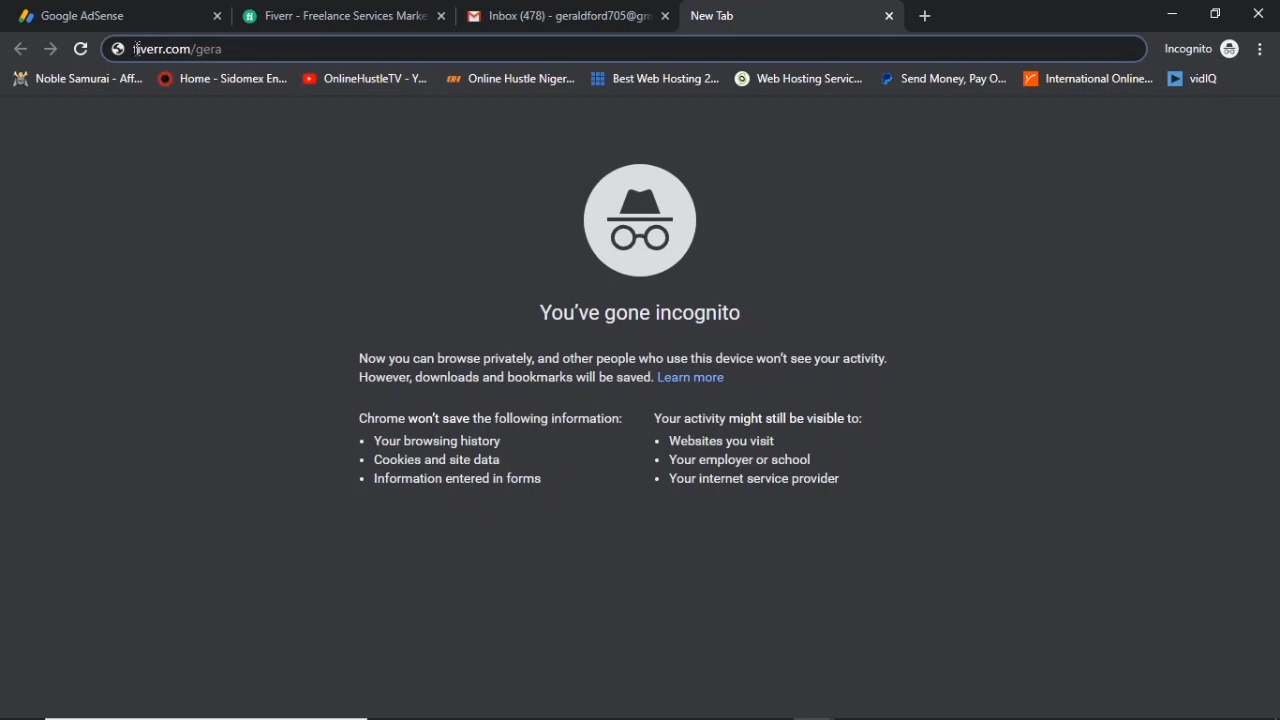 Google AdSense
Fiverr - Freelance Services Marke
Inbox (478) - geraldford705@gm
New Tab
fiverr.com/gera
Incognito
Noble Samurai - Aff...
Home - Sidomex En...
OnlineHustleTV - Y...
Online Hustle Niger...
Best Web Hosting 2...
Web Hosting Servic...
Send Money, Pay O...
International Online...
vidIQ
You've gone incognito
Now you can browse privately, and other people who use this device won't see your activity.
However, downloads and bookmarks will be saved. Learn more
Chrome won't save the following information:
• Your browsing history
• Cookies and site data
• Information entered in forms
Your activity might still be visible to:
• Websites you visit
• Your employer or school
• Your internet service provider